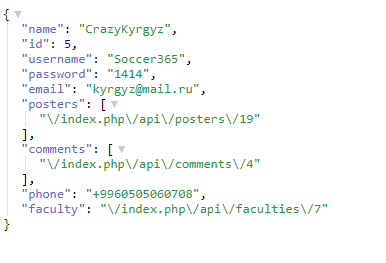 {
"name": "CrazyKyrgyz",
"id": 5,
"username": "Soccer365",
"password": "1414",
"email": "kyrgyz@mail.ru",
"posters": [
"\/index.php\/api\/posters\/19"
],
"comments": [
"\/index.php\/api\/comments\/4"
],
"phone": "+9960505060708",
"faculty": "\/index.php\/api\/faculties\/7"
}